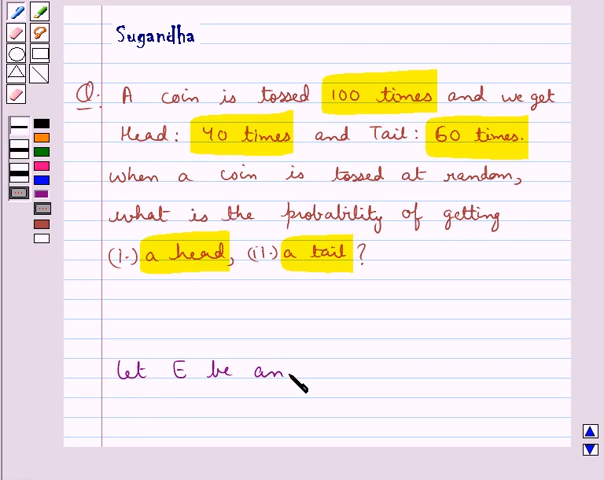 Sugandha
Q: A coin is tossed 100 times and we get
Head: 40 times and Tail: 60 times.
when a coin is tossed at random,
what is the probability of getting
(i.) a head, (ii.) a tail?
Let E be an